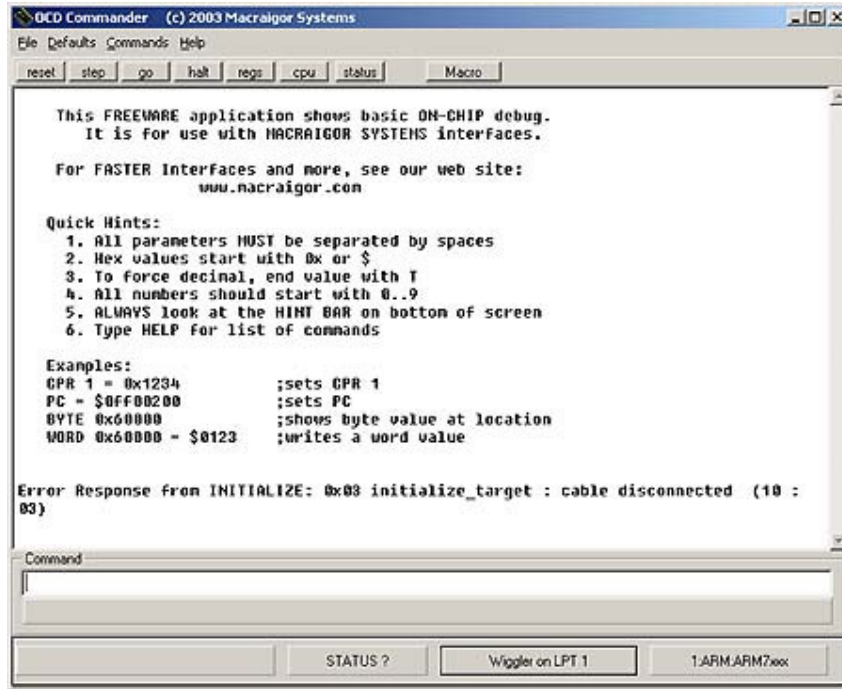 OCD Commander (c) 2003 Macraigor Systems
File Defaults Commands Help
reset step go halt regs cpu status Macro
This FREEWARE application shows basic ON-CHIP debug.
It is for use with MACRAIGOR SYSTEMS interfaces.
For FASTER Interfaces and more, see our web site:
www.macraigor.com
Quick Hints:
1. All parameters MUST be separated by spaces
2. Hex values start with 0x or $
3. To force decimal, end value with T
4. All numbers should start with 0..9
5. ALWAYS look at the HINT BAR on bottom of screen
6. Type HELP for list of commands
Examples:
GPR 1 = 0x1234 ;sets GPR 1
PC = $0FF00200 ;sets PC
BYTE 0x60000 ;shows byte value at location
WORD 0x60000 = $0123 ;writes a word value
Error Response from INITIALIZE: 0x03 initialize_target : cable disconnected (10 :
03)
Command
STATUS ? Wiggler on LPT 1 1:ARM:ARM7xxx